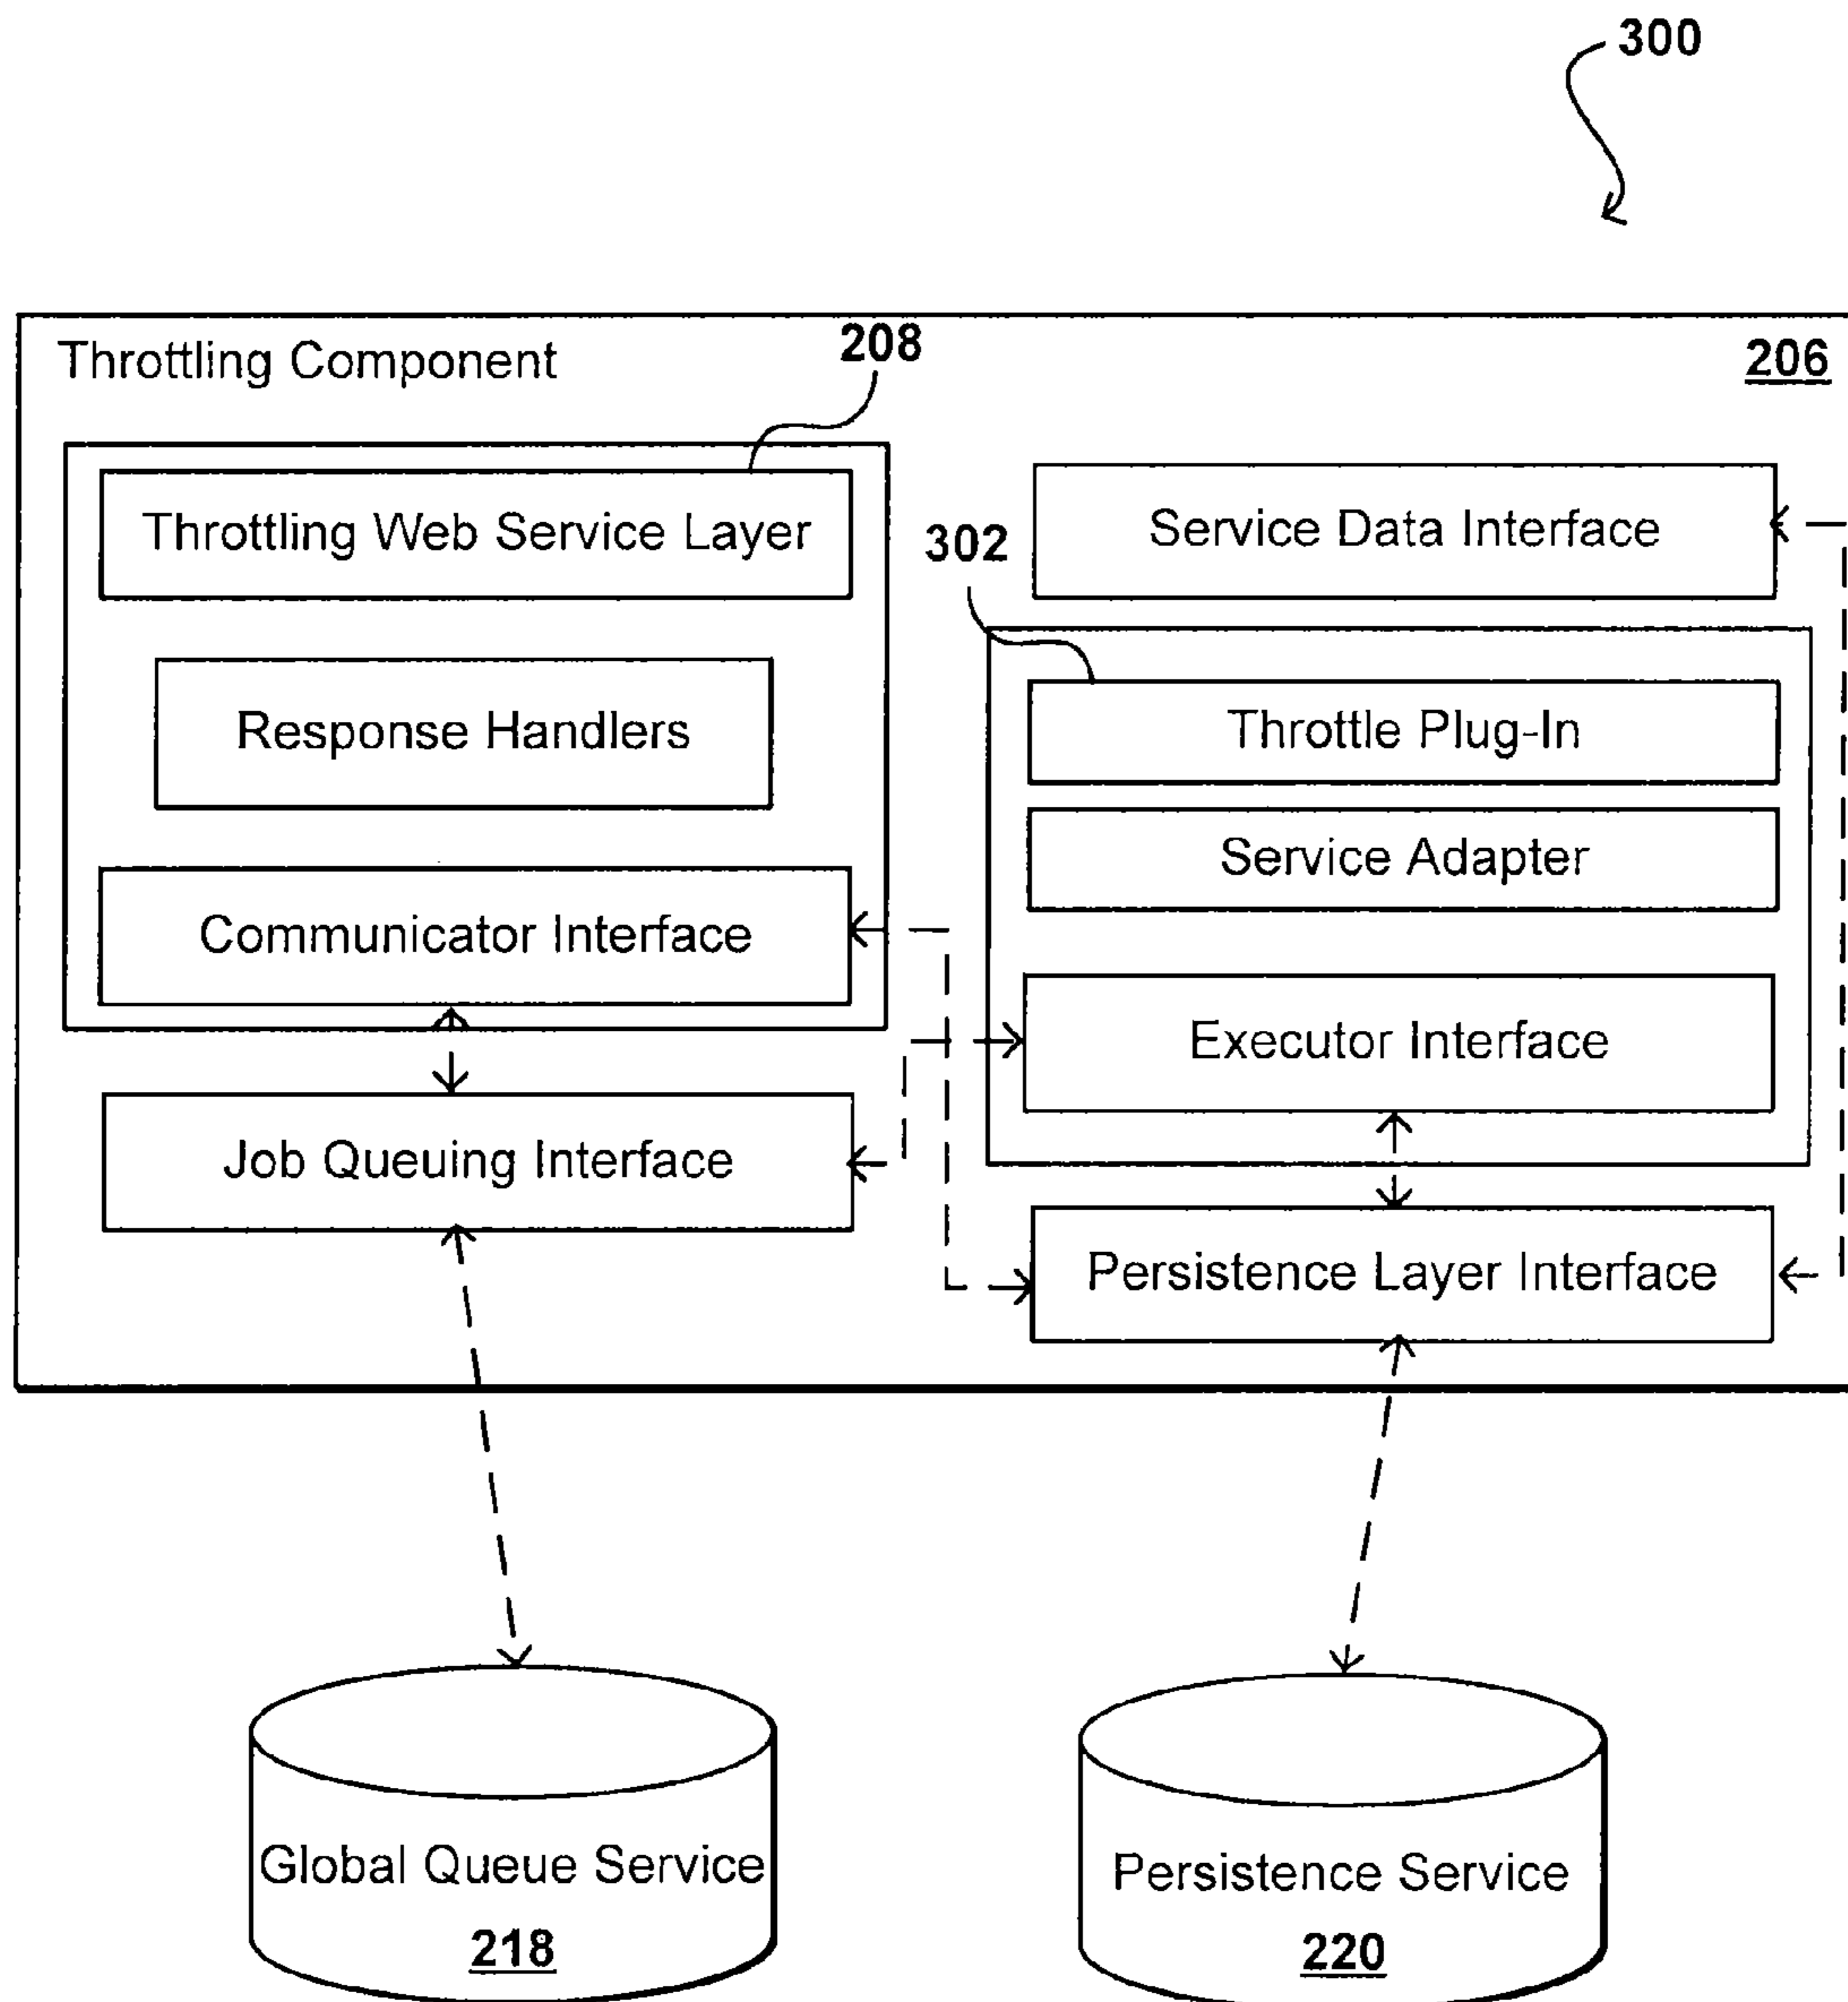 300
Throttling Component
208
206
Throttling Web Service Layer
Response Handlers
Communicator Interface
Job Queuing Interface
302
Service Data Interface
Throttle Plug-In
Service Adapter
Executor Interface
Persistence Layer Interface
Global Queue Service
218
Persistence Service
220